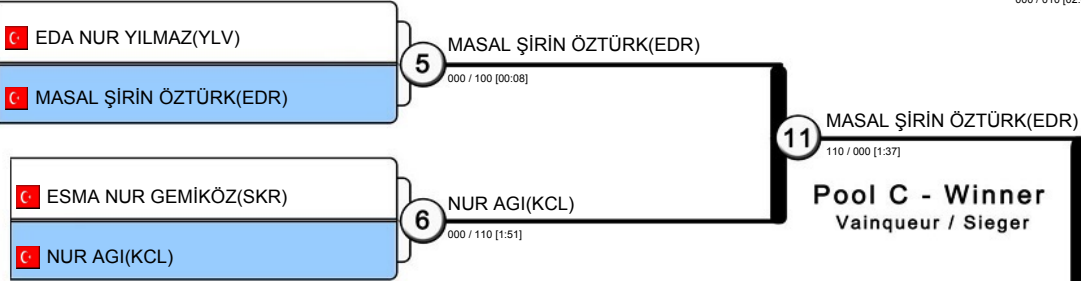 EDA NUR YILMAZ(YLV)
MASAL ŞİRİN ÖZTÜRK(EDR)
5
MASAL ŞİRİN ÖZTÜRK(EDR)
000 / 100 [00:08]
ESMA NUR GEMİKÖZ(SKR)
NUR AGI(KCL)
6
NUR AGI(KCL)
000 / 110 [1:51]
11
MASAL ŞİRİN ÖZTÜRK(EDR)
110 / 000 [1:37]
Pool C - Winner
Vainqueur / Sieger